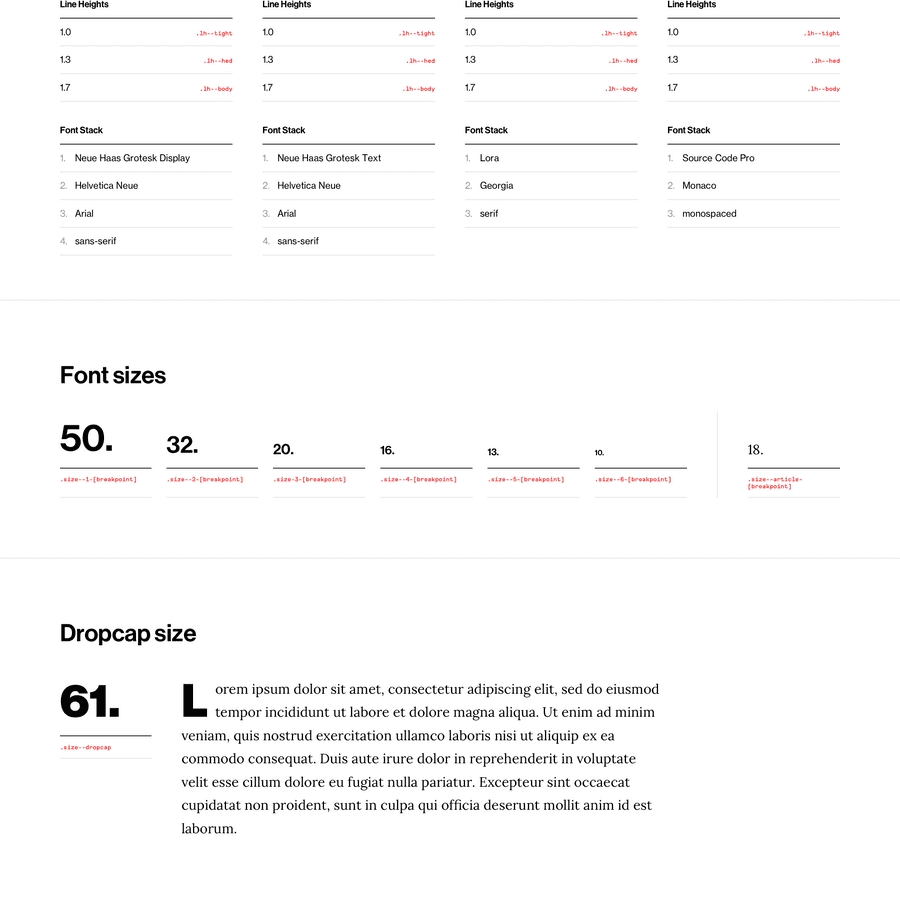 Line Heights Line Heights Line Heights Line Heights
1.0 .lh--tight 1.0 .lh--tight 1.0 .lh--tight 1.0 .lh--tight
1.3 .lh--hed 1.3 .lh--hed 1.3 .lh--hed 1.3 .lh--hed
1.7 .lh--body 1.7 .lh--body 1.7 .lh--body 1.7 .lh--body
Font Stack Font Stack Font Stack Font Stack
1. Neue Haas Grotesk Display 1. Neue Haas Grotesk Text 1. Lora 1. Source Code Pro
2. Helvetica Neue 2. Helvetica Neue 2. Georgia 2. Monaco
3. Arial 3. Arial 3. serif 3. monospaced
4. sans-serif 4. sans-serif
Font sizes
50. 32. 20. 16. 13. 10. 18.
.size--1-[breakpoint] .size--2-[breakpoint] .size-3-[breakpoint] .size--4-[breakpoint] .size--5-[breakpoint] .size--6-[breakpoint] .size--article-
[breakpoint]
Dropcap size
61.
.size--dropcap
Lorem ipsum dolor sit amet, consectetur adipiscing elit, sed do eiusmod
tempor incididunt ut labore et dolore magna aliqua. Ut enim ad minim
veniam, quis nostrud exercitation ullamco laboris nisi ut aliquip ex ea
commodo consequat. Duis aute irure dolor in reprehenderit in voluptate
velit esse cillum dolore eu fugiat nulla pariatur. Excepteur sint occaecat
cupidatat non proident, sunt in culpa qui officia deserunt mollit anim id est
laborum.